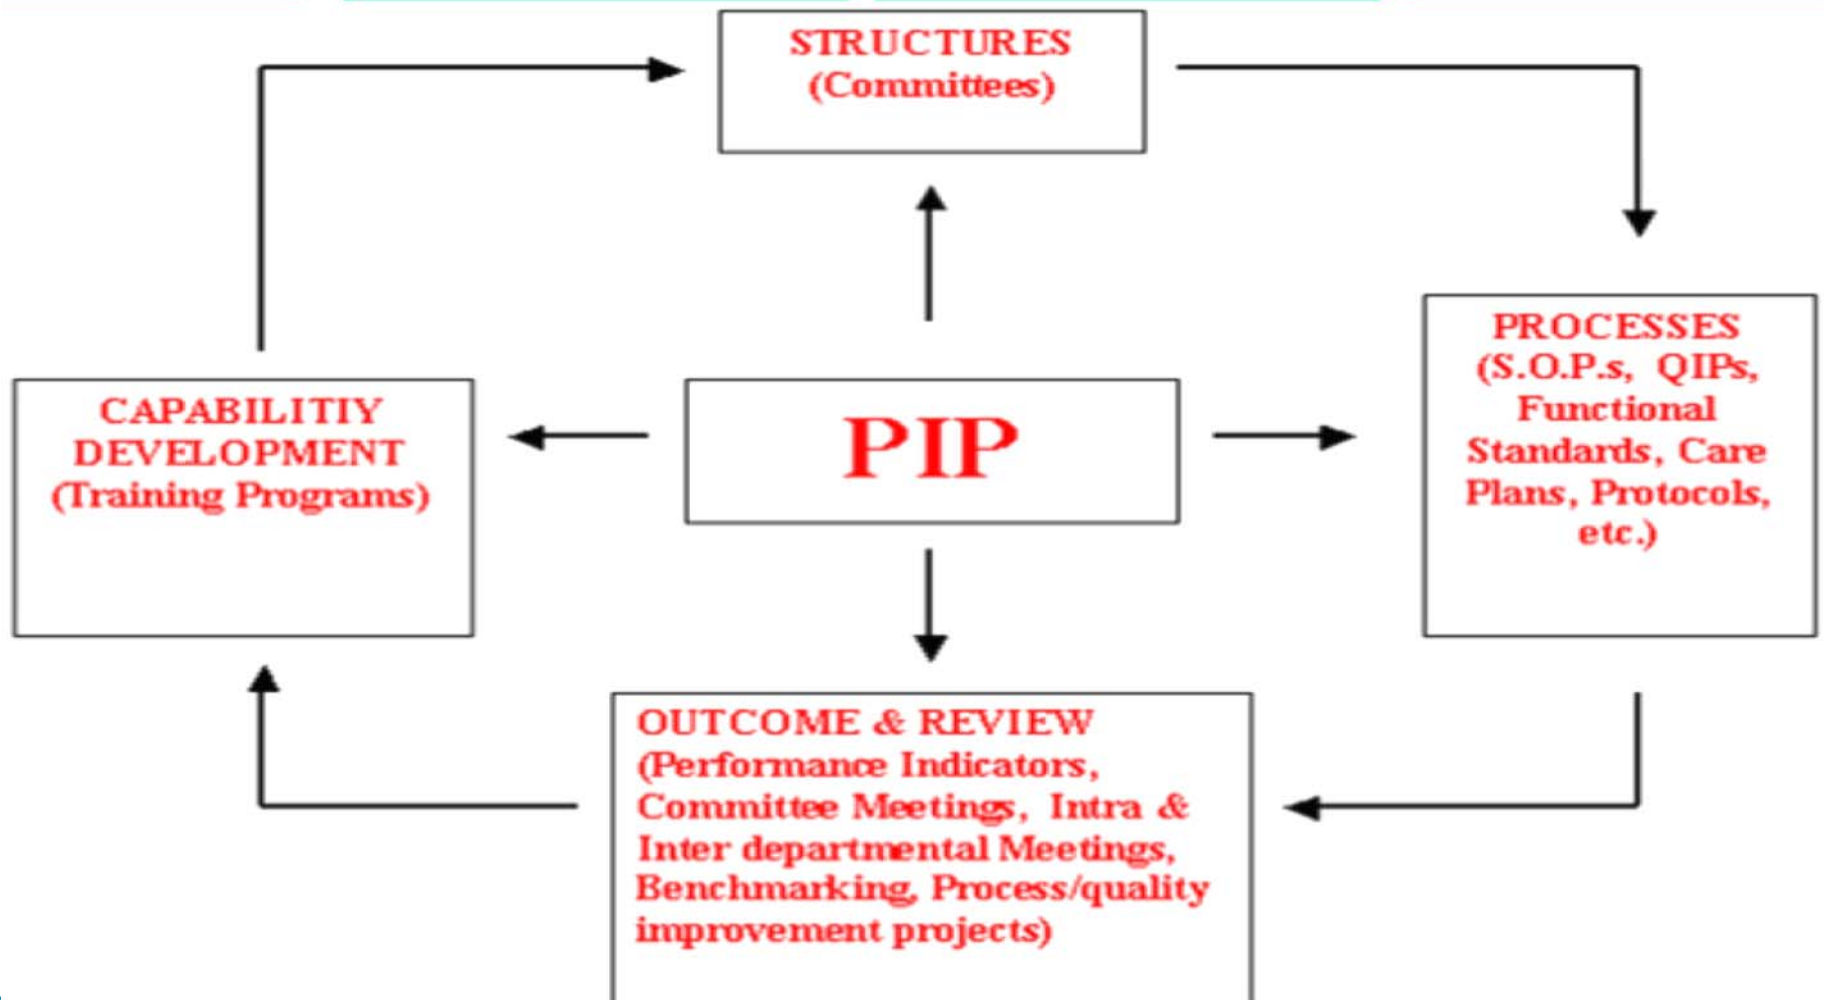 STRUCTURES
(Committees)
PROCESSES
(S.O.P.s, QIPs,
Functional
Standards, Care
Plans, Protocols,
etc.)
CAPABILITIY
DEVELOPMENT
(Training Programs)
PIP
OUTCOME & REVIEW
(Performance Indicators,
Committee Meetings, Intra &
Inter departmental Meetings,
Benchmarking, Process/quality
improvement projects)